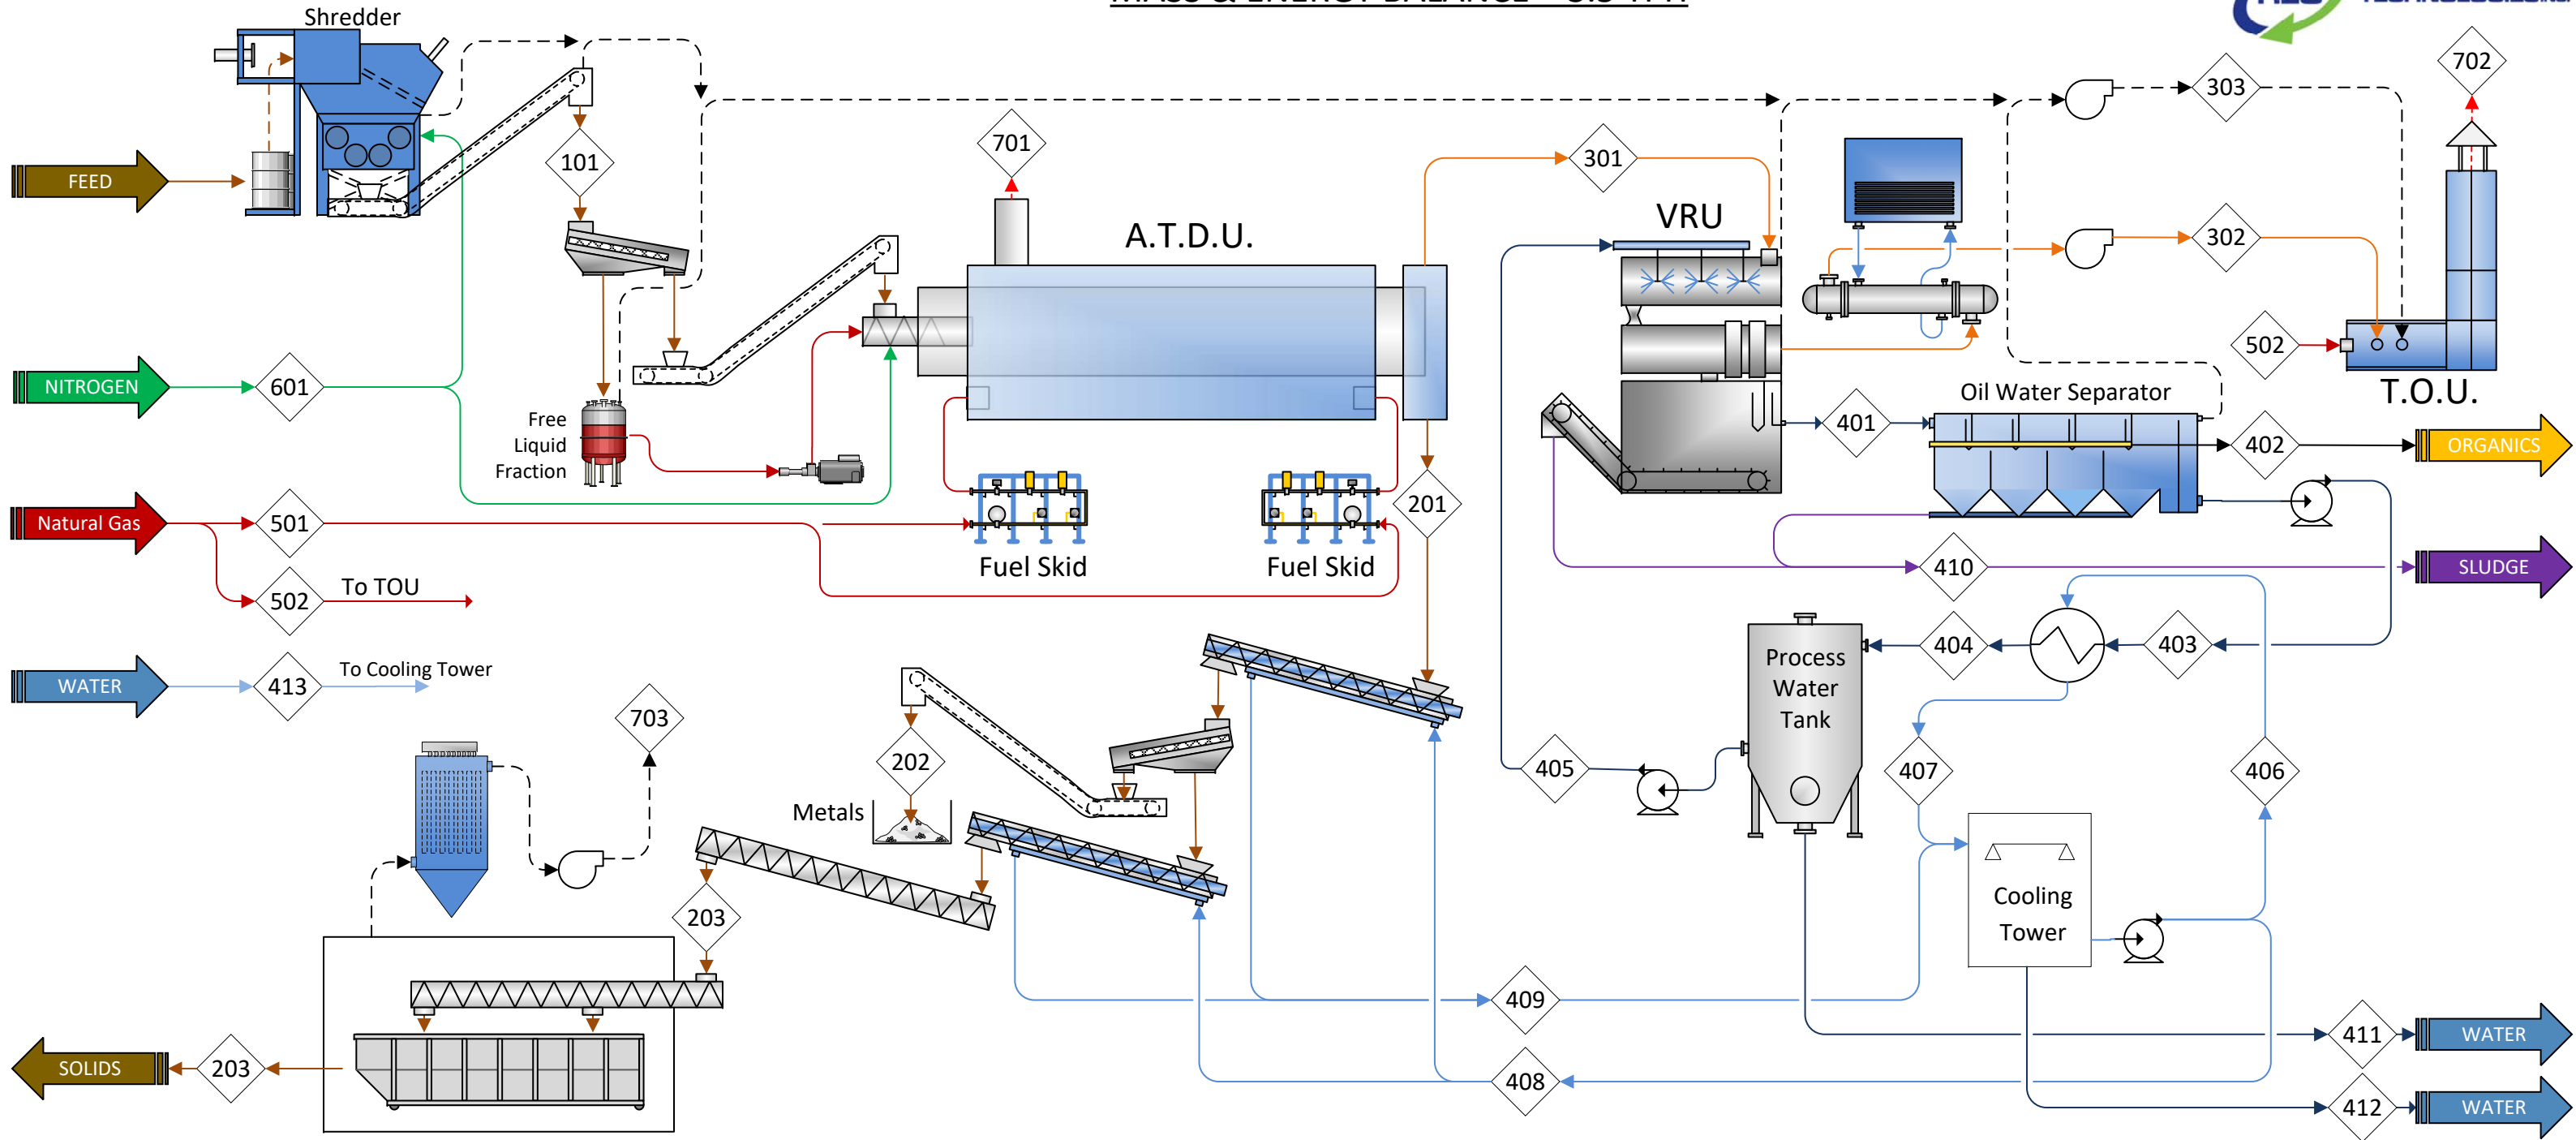 Shredder
702
303
701
101
301
FEED
VRU
A.T.D.U.
302
502
NITROGEN
601
Oil Water Separator
T.O.U.
Free
Liquid
Fraction
401
402
ORGANICS
201
Natural Gas
501
Fuel Skid
Fuel Skid
410
SLUDGE
502
To TOU
Process
Water
Tank
404
403
WATER
413
To Cooling Tower
703
202
405
407
406
Metals
Cooling
Tower
203
409
411
WATER
SOLIDS
203
408
412
WATER